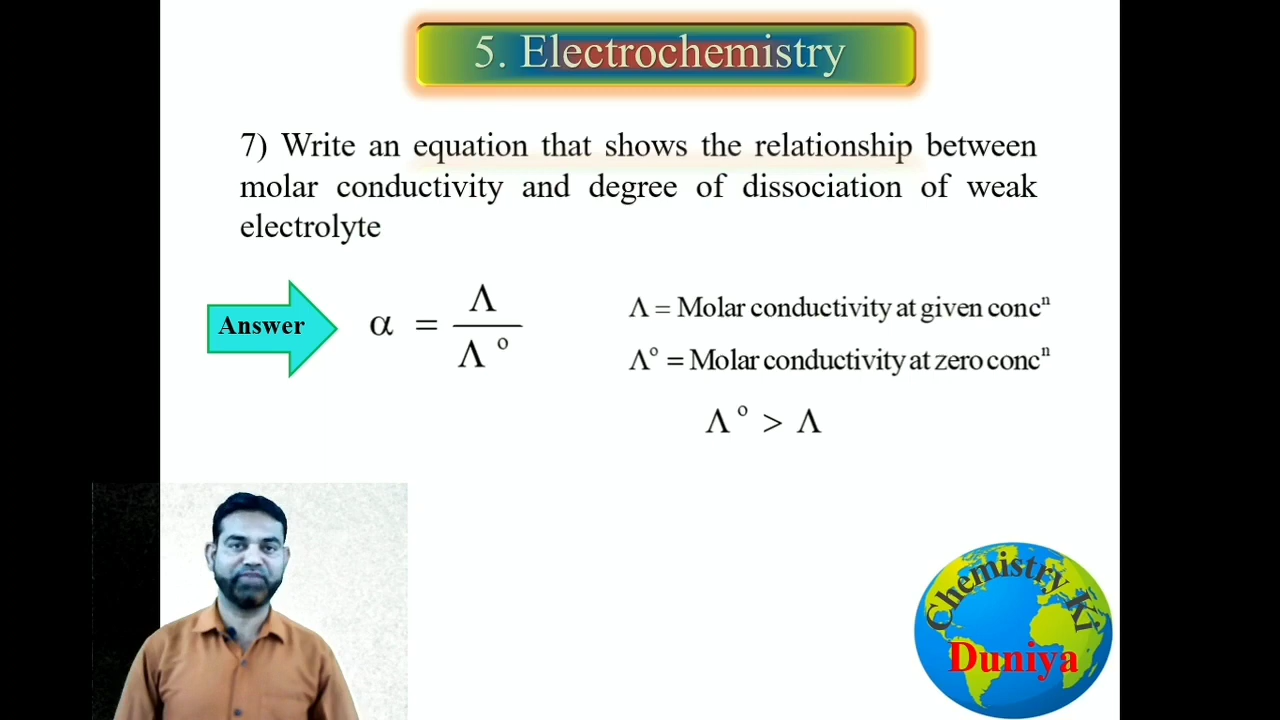 5. Electrochemistry
7) Write an equation that shows the relationship between
molar conductivity and degree of dissociation of weak
electrolyte
Answer
α = Λ / Λ°
Λ = Molar conductivity at given concⁿ
Λ° = Molar conductivity at zero concⁿ
Λ° > Λ
Chemistry Ki
Duniya